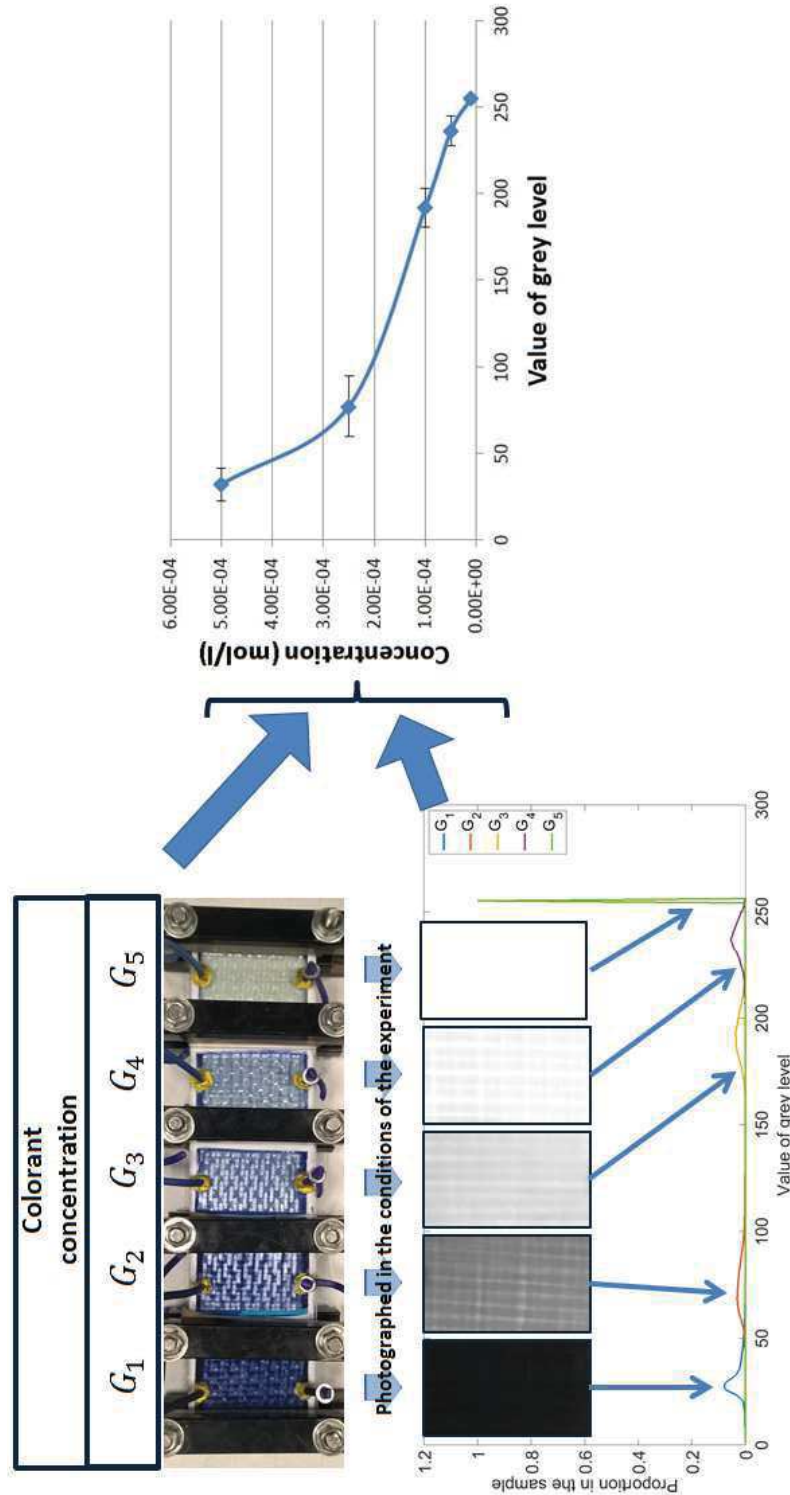 Colorant
concentration
G1 G2 G3 G4 G5
Photographed in the conditions of the experiment
1.2
1
0.8
0.6
0.4
0.2
0
Proportion in the sample
0 50 100 150 200 250 300
Value of grey level
G1
G2
G3
G4
G5
6.00E-04
5.00E-04
4.00E-04
3.00E-04
2.00E-04
1.00E-04
0.00E+00
Concentration (mol/l)
0 50 100 150 200 250 300
Value of grey level